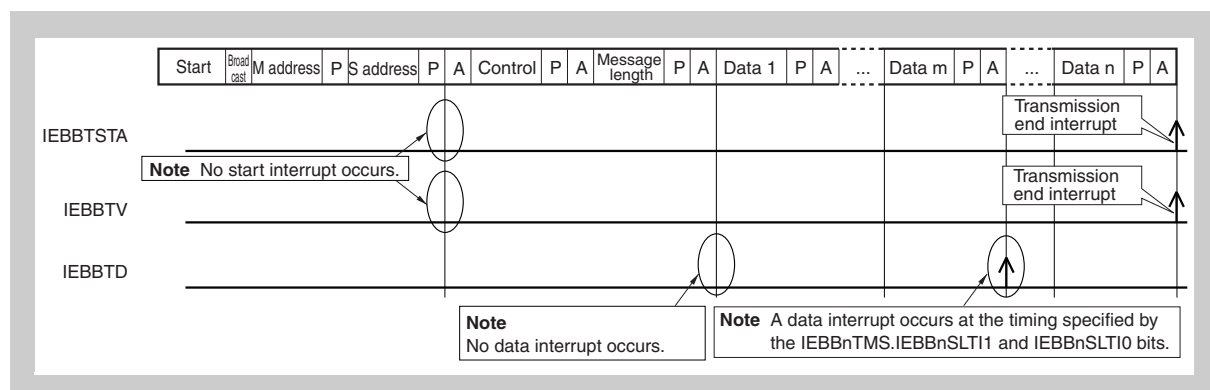 Start Broad cast M address P S address P A Control P A Message length P A Data 1 P A ... Data m P A ... Data n P A
Transmission
end interrupt
IEBBTSTA
Note No start interrupt occurs.
Transmission
end interrupt
IEBBTV
IEBBTD
Note
No data interrupt occurs.
Note A data interrupt occurs at the timing specified by
the IEBBnTMS.IEBBnSLTI1 and IEBBnSLTI0 bits.